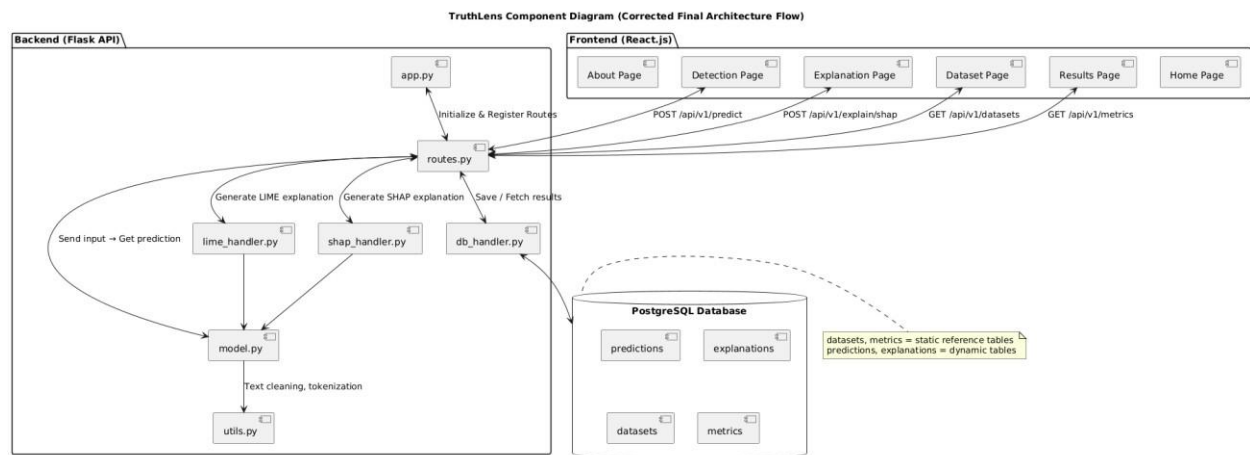 TruthLens Component Diagram (Corrected Final Architecture Flow)
Backend (Flask API)
Frontend (React.js)
app.py
About Page
Detection Page
Explanation Page
Dataset Page
Results Page
Home Page
Initialize & Register Routes
POST /api/v1/predict
POST /api/v1/explain/shap
GET /api/v1/datasets
GET /api/v1/metrics
routes.py
Generate LIME explanation
Generate SHAP explanation
Save / Fetch results
Send input → Get prediction
lime_handler.py
shap_handler.py
db_handler.py
PostgreSQL Database
predictions
explanations
datasets, metrics = static reference tables
predictions, explanations = dynamic tables
model.py
Text cleaning, tokenization
utils.py
datasets
metrics